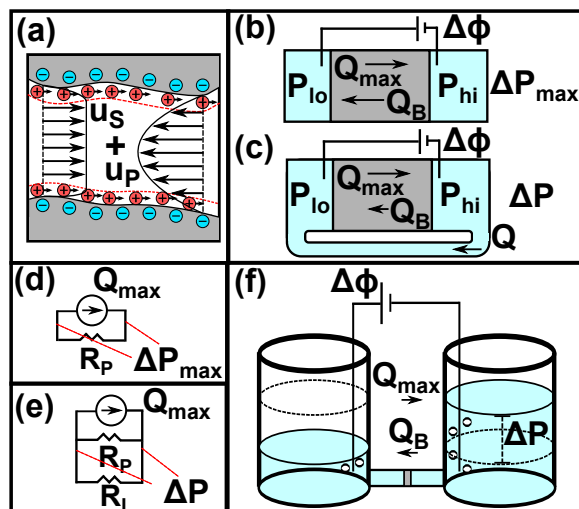 (a)
u_S
+
u_P
(b)
Δϕ
P_lo
Q_max
Q_B
P_hi
ΔP_max
(c)
Δϕ
P_lo
Q_max
Q_B
P_hi
ΔP
Q
(d)
Q_max
R_P
ΔP_max
(e)
Q_max
R_P
ΔP
R_L
(f)
Δϕ
Q_max
Q_B
ΔP